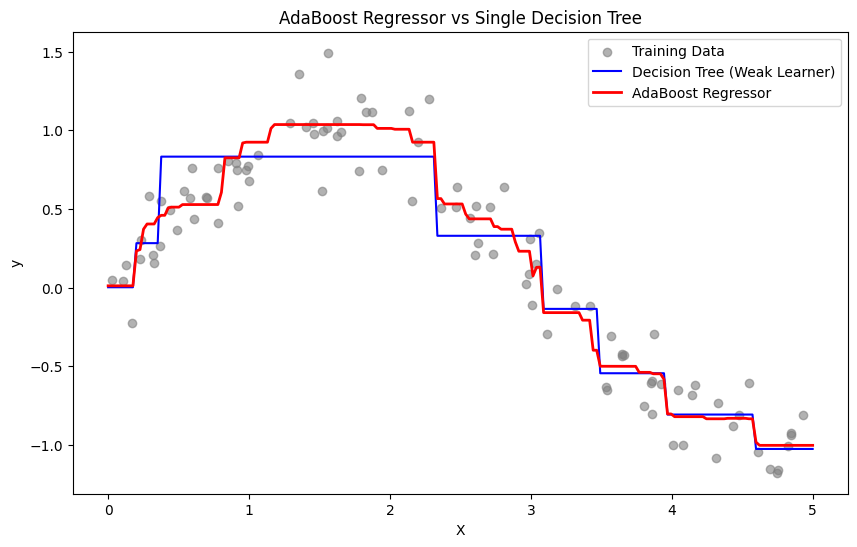 AdaBoost Regressor vs Single Decision Tree
Training Data
Decision Tree (Weak Learner)
AdaBoost Regressor
y
1.5
1.0
0.5
0.0
−0.5
−1.0
0 1 2 3 4 5
X